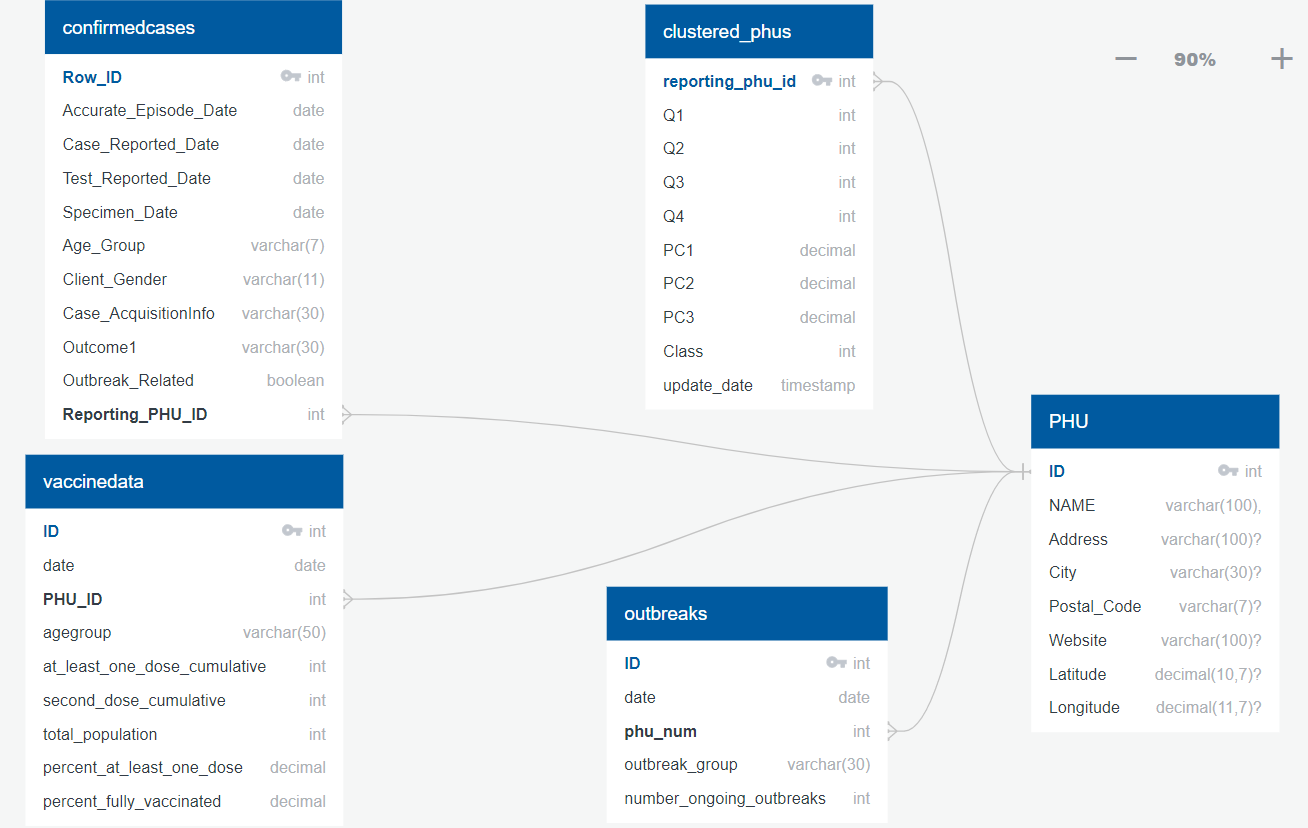 confirmedcases
Row_ID int
Accurate_Episode_Date date
Case_Reported_Date date
Test_Reported_Date date
Specimen_Date date
Age_Group varchar(7)
Client_Gender varchar(11)
Case_AcquisitionInfo varchar(30)
Outcome1 varchar(30)
Outbreak_Related boolean
Reporting_PHU_ID int
vaccinedata
ID int
date date
PHU_ID int
agegroup varchar(50)
at_least_one_dose_cumulative int
second_dose_cumulative int
total_population int
percent_at_least_one_dose decimal
percent_fully_vaccinated decimal
clustered_phus
reporting_phu_id int
Q1 int
Q2 int
Q3 int
Q4 int
PC1 decimal
PC2 decimal
PC3 decimal
Class int
update_date timestamp
outbreaks
ID int
date date
phu_num int
outbreak_group varchar(30)
number_ongoing_outbreaks int
90%
PHU
ID int
NAME varchar(100),
Address varchar(100)?
City varchar(30)?
Postal_Code varchar(7)?
Website varchar(100)?
Latitude decimal(10,7)?
Longitude decimal(11,7)?